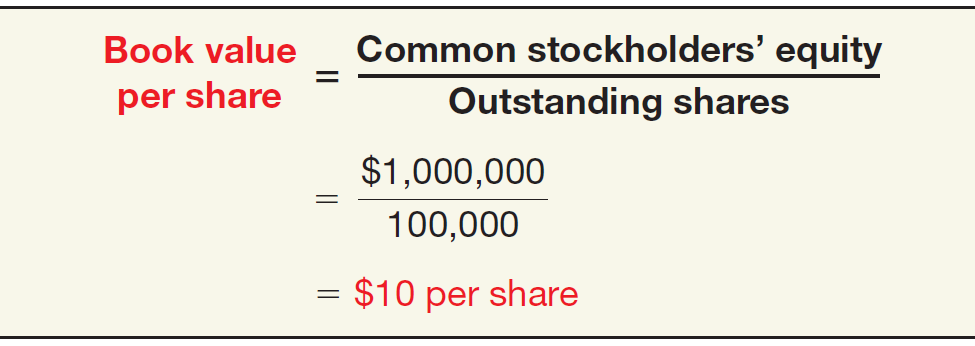 Book value
per share
=
Common stockholders’ equity
Outstanding shares
=
$1,000,000
100,000
= $10 per share